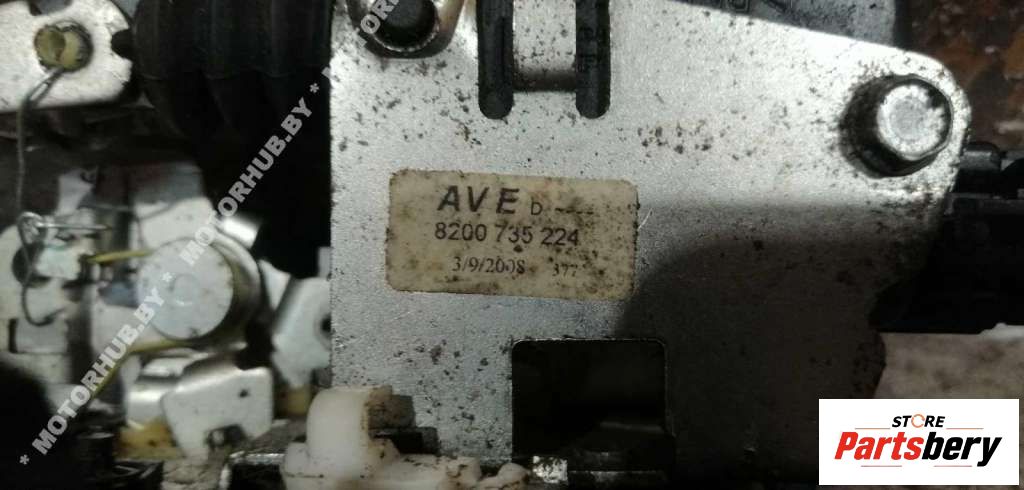 AVE b ----
8200 735 224
3/9/2008 377
* MOTORHUB.BY * MOTORHUB.BY *
STORE
Partsbery